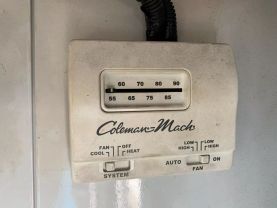 60 70 80 90
55 65 75 85
Coleman-Mach
FAN OFF
COOL HEAT
LOW LOW
HIGH HIGH
AUTO ON
SYSTEM FAN